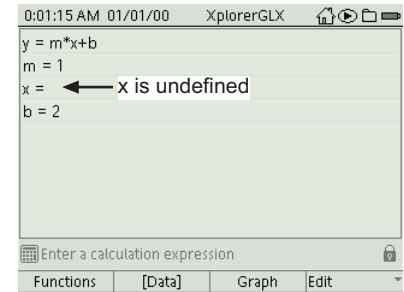 0:01:15 AM 01/01/00 XplorerGLX
y = m*x+b
m = 1
x = x is undefined
b = 2
Enter a calculation expression
Functions [Data] Graph Edit